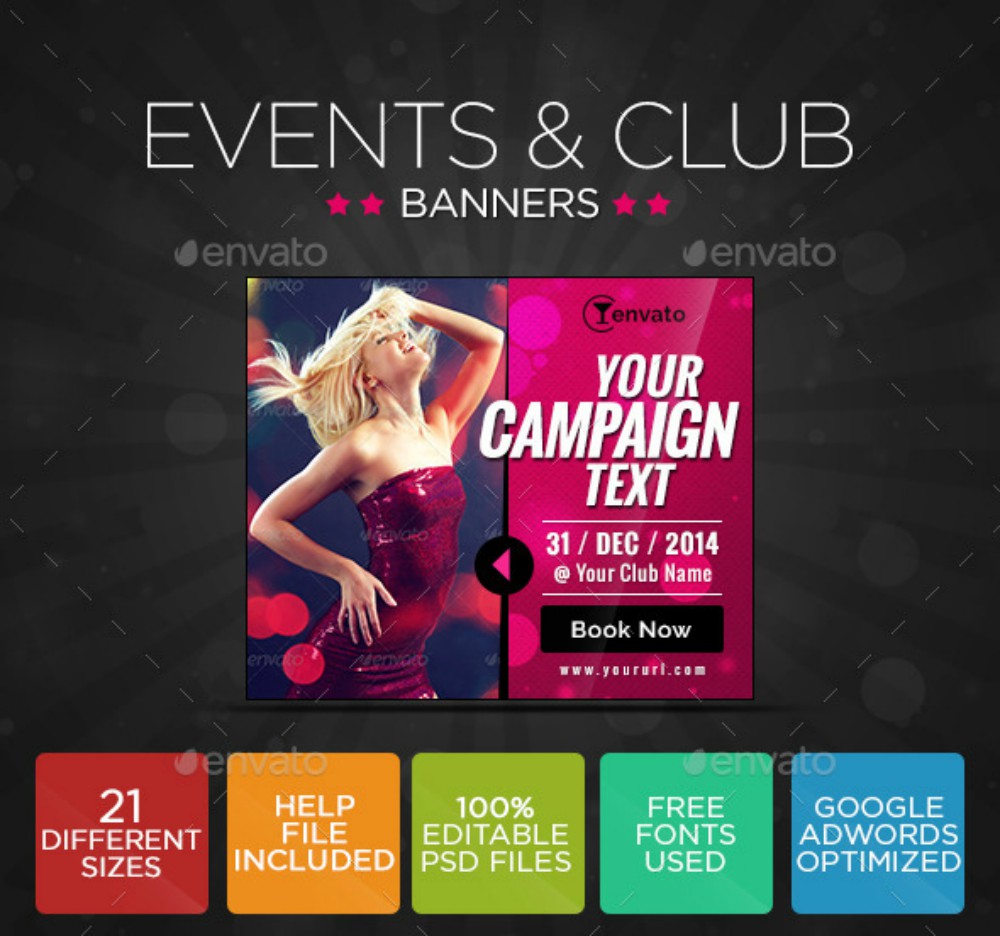 EVENTS & CLUB
BANNERS
envato envato
envato
YOUR
CAMPAIGN
TEXT
31 / DEC / 2014
@ Your Club Name
Book Now
www.yoururl.com
envato envato
21
DIFFERENT
SIZES
HELP
FILE
INCLUDED
100%
EDITABLE
PSD FILES
FREE
FONTS
USED
GOOGLE
ADWORDS
OPTIMIZED